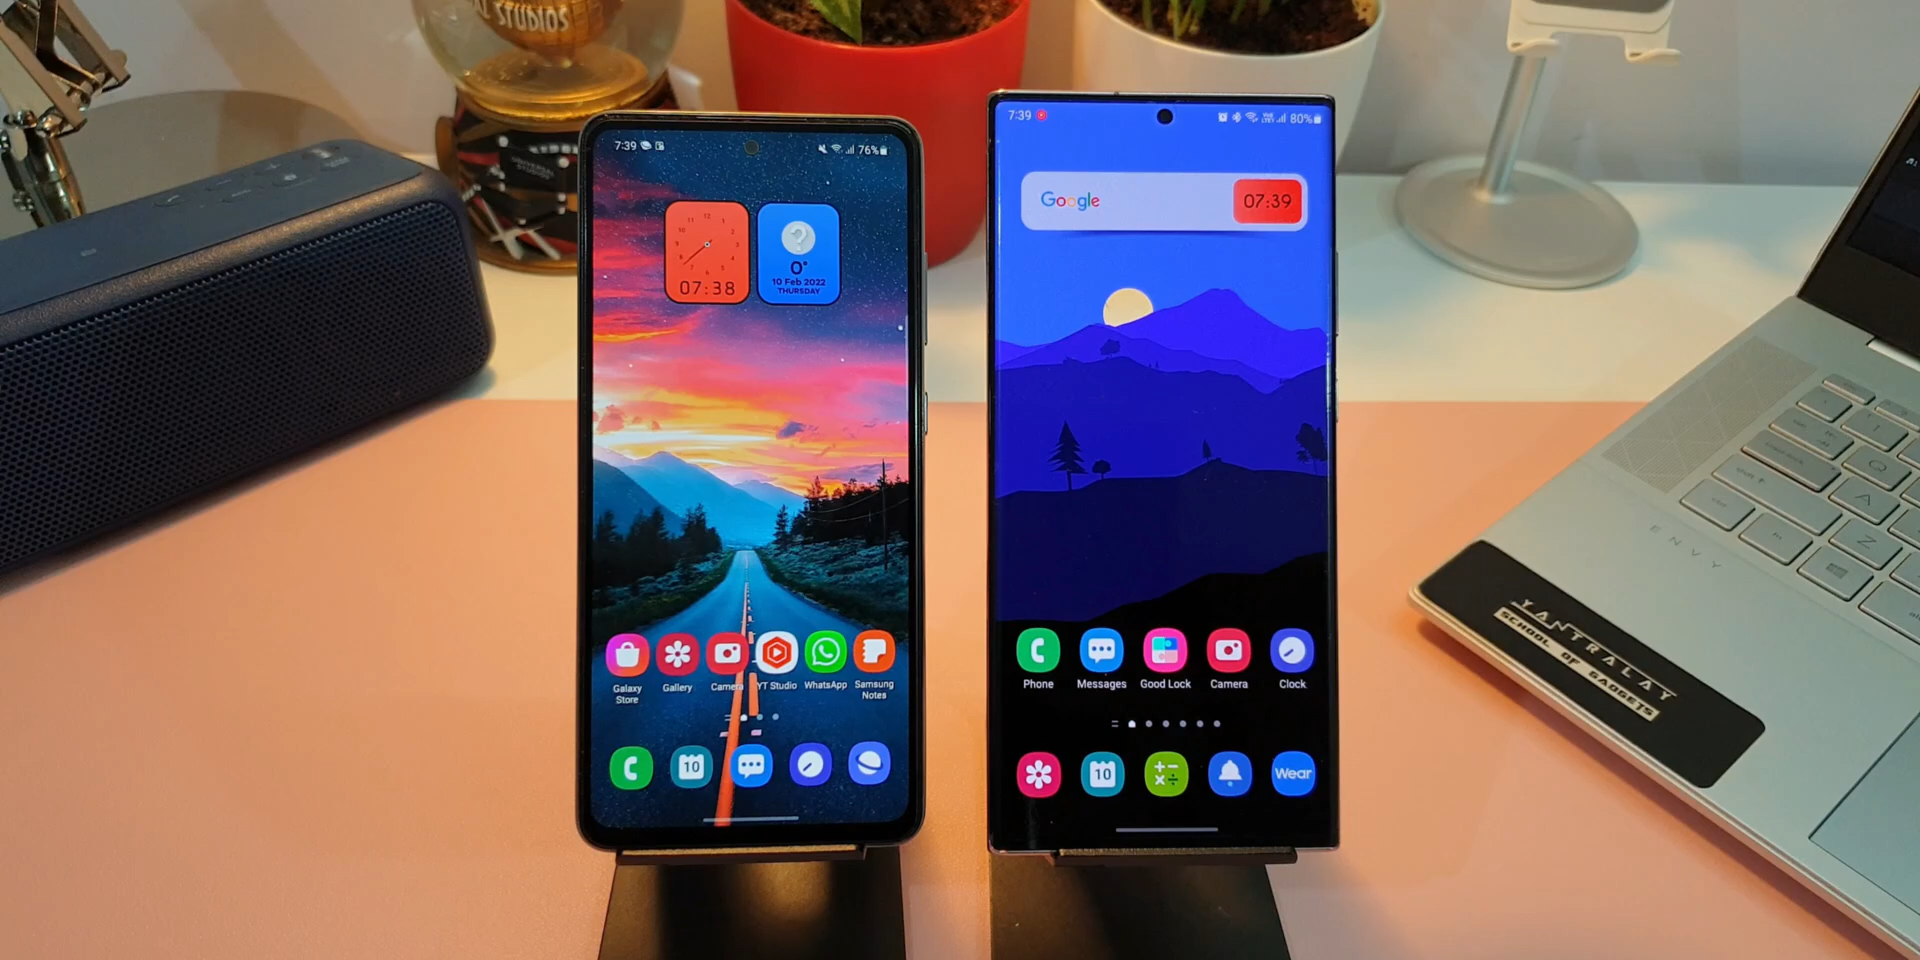 STUDIOS
7:39
76%
07:38
0°
10 Feb 2022
THURSDAY
Galaxy
Store
Gallery
Camera
YT Studio
WhatsApp
Samsung
Notes
10
7:39
80%
Google
07:39
Phone
Messages
Good Lock
Camera
Clock
10
Wear
ENVY
Q
A
Z
YANTRALAY
SCHOOL OF GADGETS